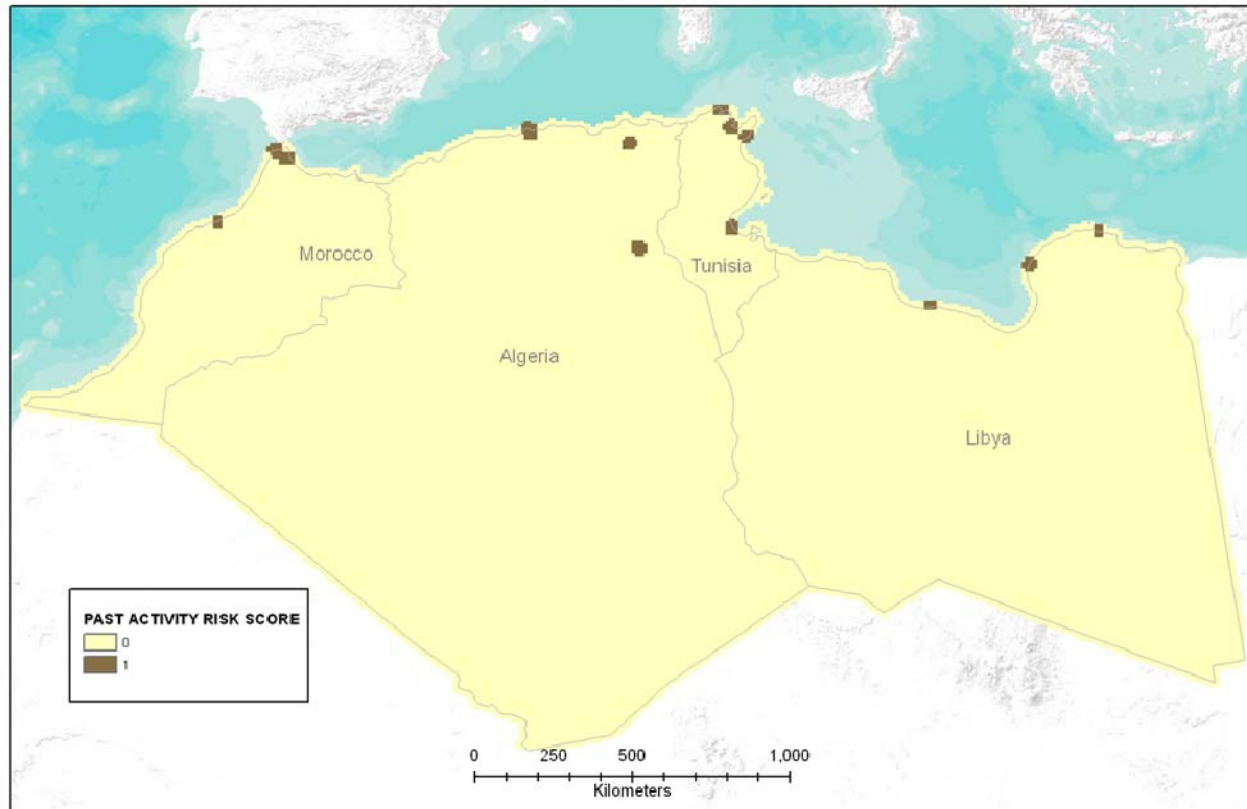 Morocco
Tunisia
Algeria
Libya
PAST ACTIVITY RISK SCORE
0
1
0 250 500 1,000
Kilometers